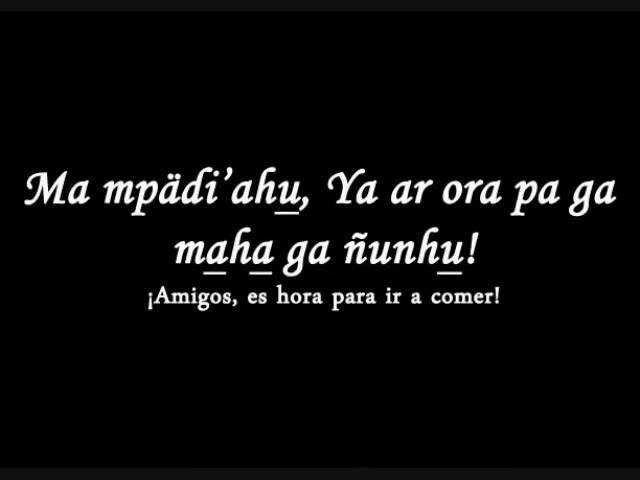 Ma mpädi’ahu̲, Ya ar ora pa ga
ma̲ha̲ ga ñunhu̲!
¡Amigos, es hora para ir a comer!